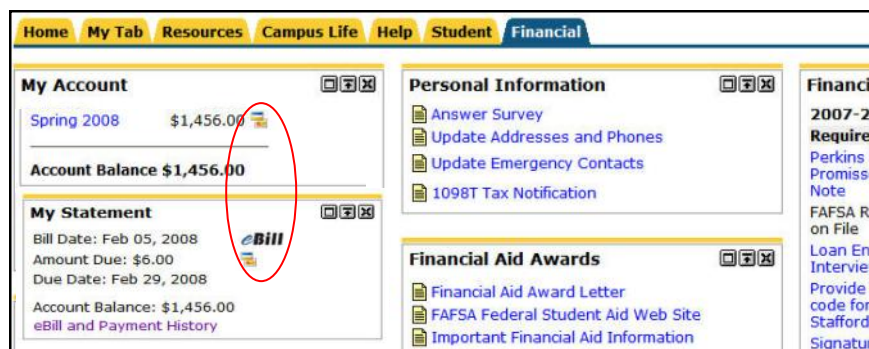 Home My Tab Resources Campus Life Help Student Financial
My Account
Spring 2008 $1,456.00
Account Balance $1,456.00
My Statement
Bill Date: Feb 05, 2008 eBill
Amount Due: $6.00
Due Date: Feb 29, 2008
Account Balance: $1,456.00
eBill and Payment History
Personal Information
Answer Survey
Update Addresses and Phones
Update Emergency Contacts
1098T Tax Notification
Financial Aid Awards
Financial Aid Award Letter
FAFSA Federal Student Aid Web Site
Important Financial Aid Information
Financi
2007-2
Require
Perkins
Promiss
Note
FAFSA R
on File
Loan En
Intervie
Provide
code for
Stafford
Signatur